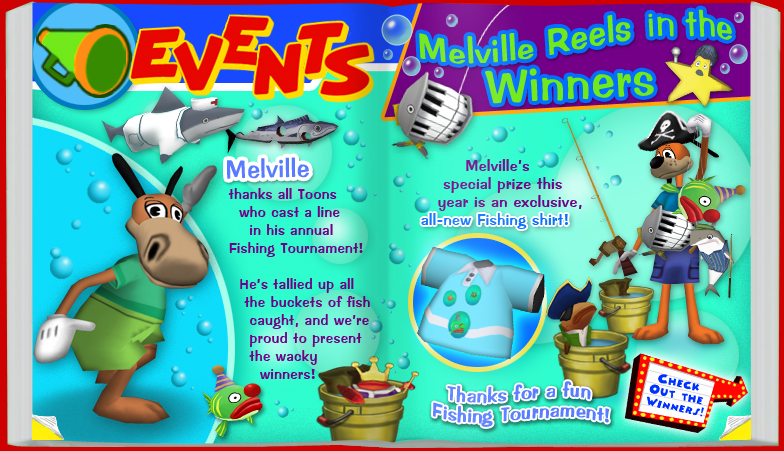 EVENTS
Melville
thanks all Toons
who cast a line
in his annual
Fishing Tournament!
He's tallied up all
the buckets of fish
caught, and we're
proud to present
the wacky
winners!
Melville Reels in the
Winners
Melville's
special prize this
year is an exclusive,
all-new Fishing shirt!
Thanks for a fun
Fishing Tournament!
CHECK
OUT THE
WINNERS!